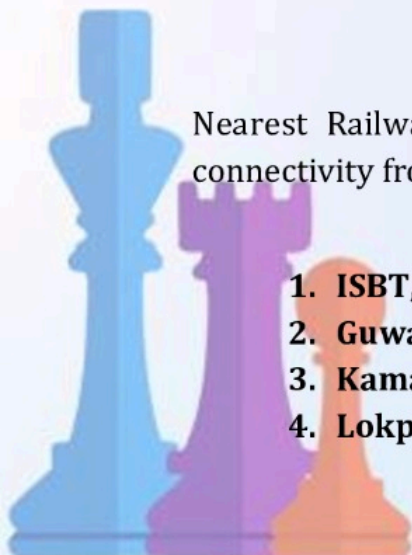 Nearest Railwa
connectivity fro
1. ISBT,
2. Guwa
3. Kama
4. Lokp